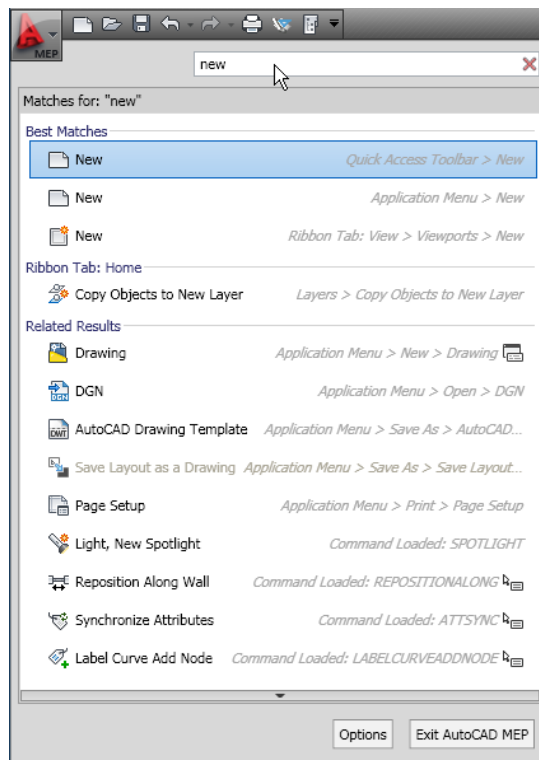 MEP
new
Matches for: "new"
Best Matches
New Quick Access Toolbar > New
New Application Menu > New
New Ribbon Tab: View > Viewports > New
Ribbon Tab: Home
Copy Objects to New Layer Layers > Copy Objects to New Layer
Related Results
Drawing Application Menu > New > Drawing
DGN DGN Application Menu > Open > DGN
DWT AutoCAD Drawing Template Application Menu > Save As > AutoCAD...
Save Layout as a Drawing Application Menu > Save As > Save Layout...
Page Setup Application Menu > Print > Page Setup
Light, New Spotlight Command Loaded: SPOTLIGHT
Reposition Along Wall Command Loaded: REPOSITIONALONG
Synchronize Attributes Command Loaded: ATTSYNC
Label Curve Add Node Command Loaded: LABELCURVEADDNODE
Options Exit AutoCAD MEP